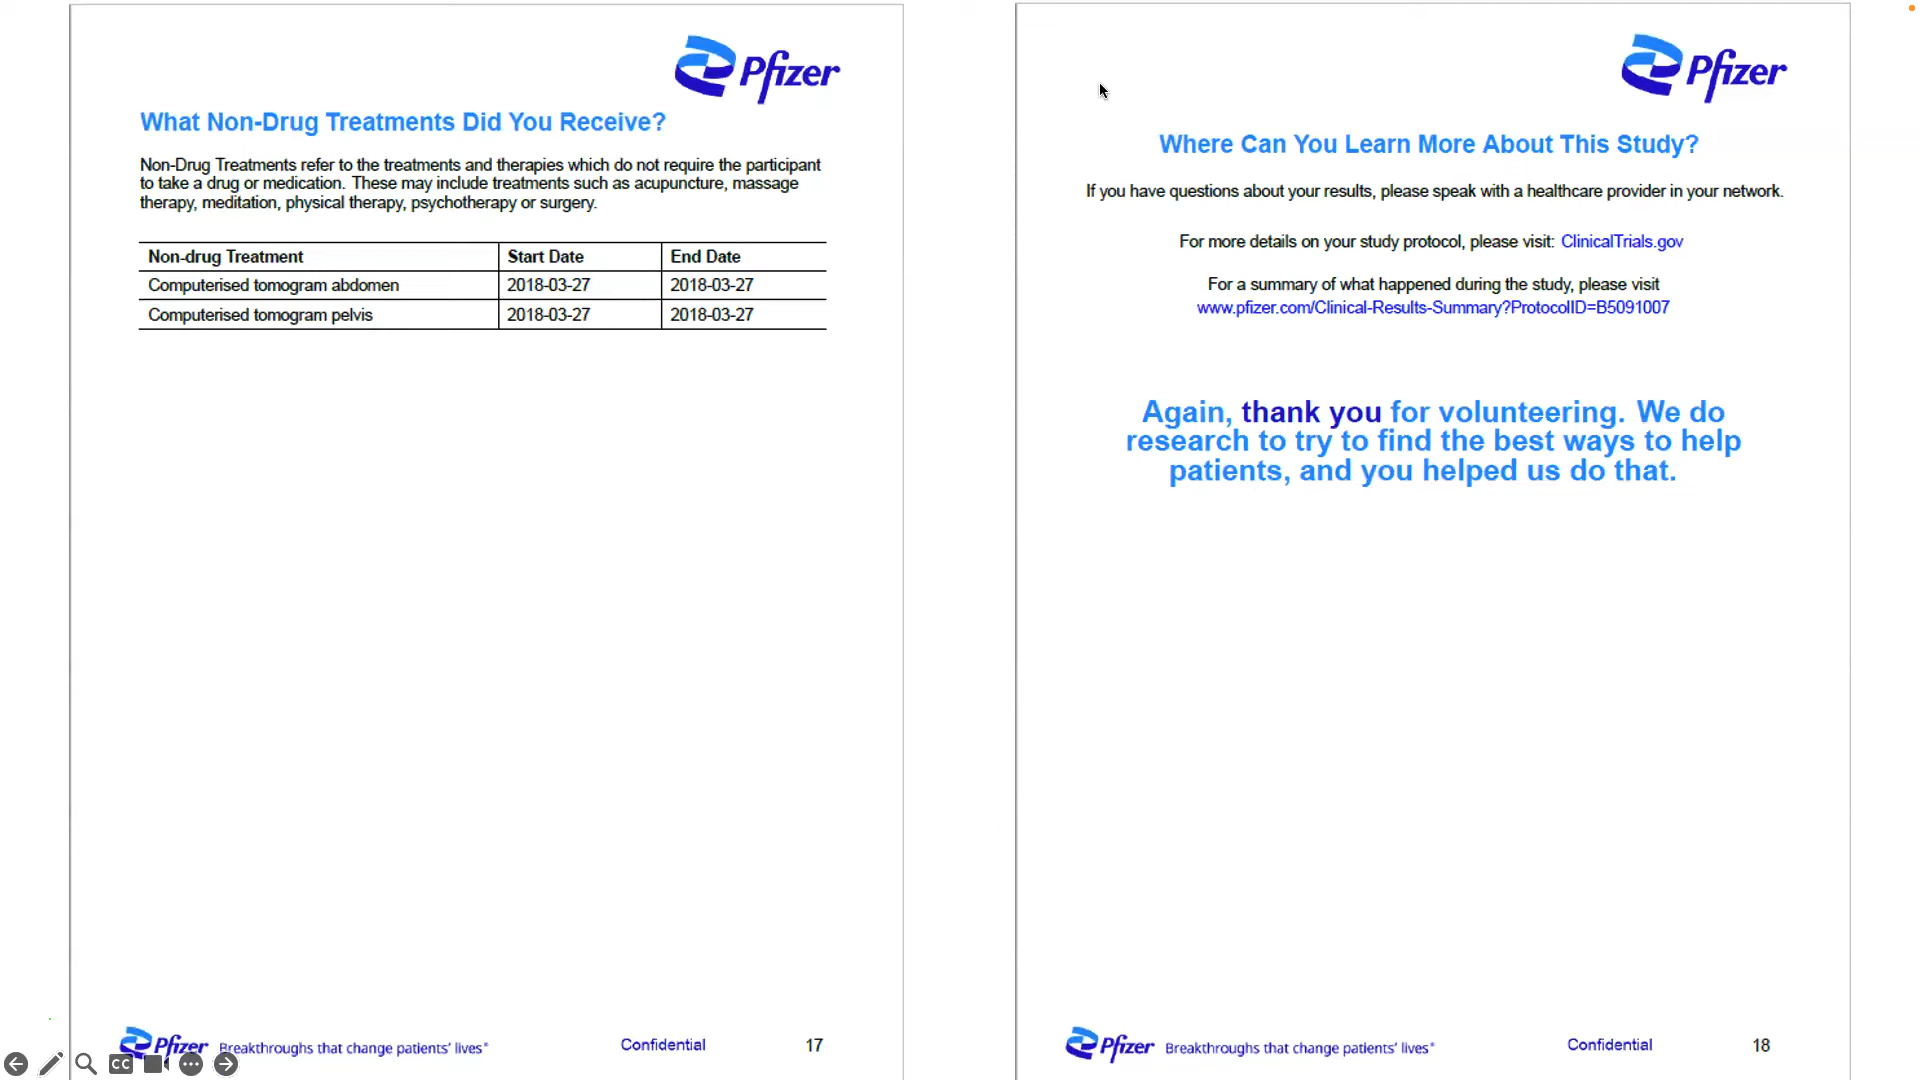 Pfizer
What Non-Drug Treatments Did You Receive?
Non-Drug Treatments refer to the treatments and therapies which do not require the participant
to take a drug or medication. These may include treatments such as acupuncture, massage
therapy, meditation, physical therapy, psychotherapy or surgery.
Non-drug Treatment Start Date End Date
Computerised tomogram abdomen 2018-03-27 2018-03-27
Computerised tomogram pelvis 2018-03-27 2018-03-27
Pfizer Breakthroughs that change patients' lives® Confidential 17
Pfizer
Where Can You Learn More About This Study?
If you have questions about your results, please speak with a healthcare provider in your network.
For more details on your study protocol, please visit: ClinicalTrials.gov
For a summary of what happened during the study, please visit
www.pfizer.com/Clinical-Results-Summary?ProtocolID=B5091007
Again, thank you for volunteering. We do
research to try to find the best ways to help
patients, and you helped us do that.
Pfizer Breakthroughs that change patients' lives® Confidential 18
CC